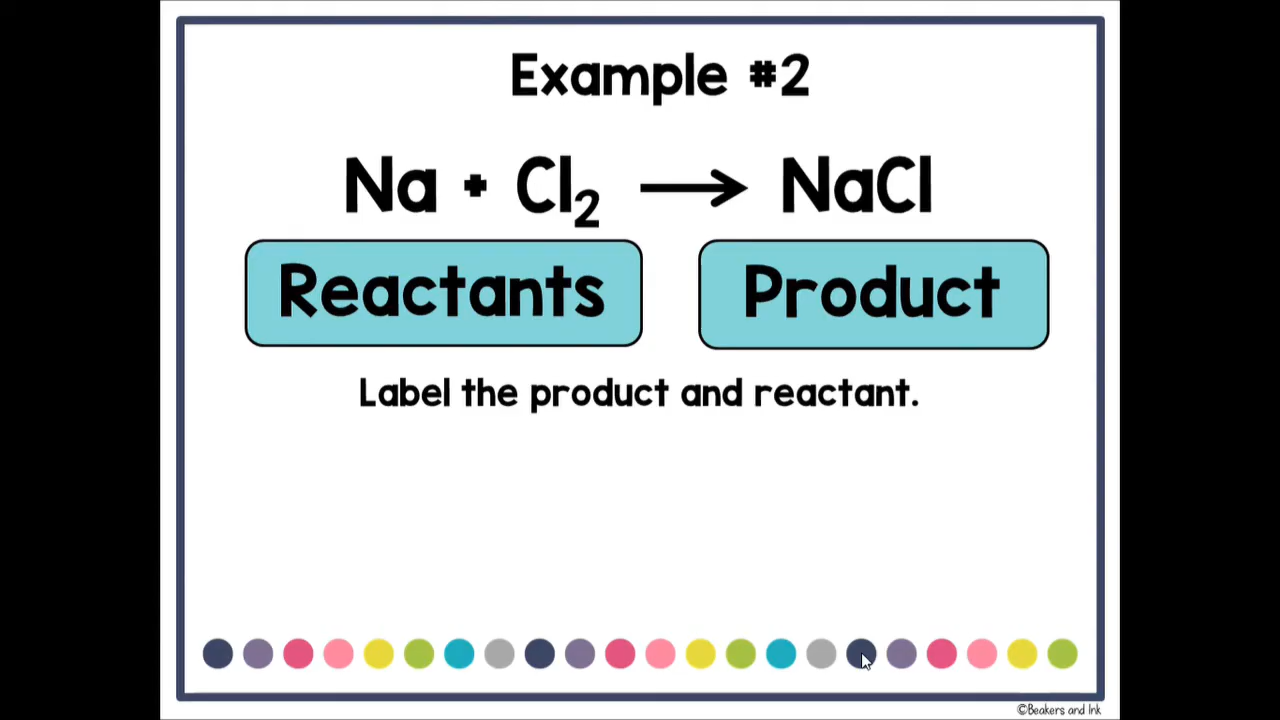 Example #2
Na + Cl₂ → NaCl
Reactants Product
Label the product and reactant.
©Beakers and Ink